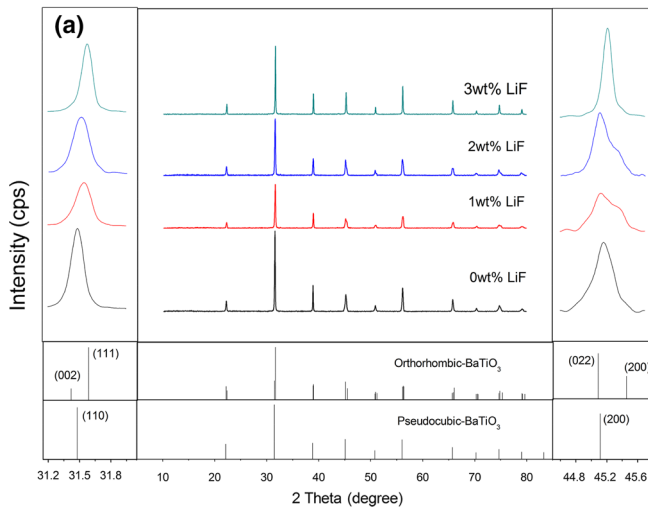 (a)
3wt% LiF
2wt% LiF
1wt% LiF
0wt% LiF
Intensity (cps)
(111)
(002)
Orthorhombic-BaTiO3
(022)
(200)
(110)
Pseudocubic-BaTiO3
(200)
31.2 31.5 31.8
10 20 30 40 50 60 70 80
44.8 45.2 45.6
2 Theta (degree)